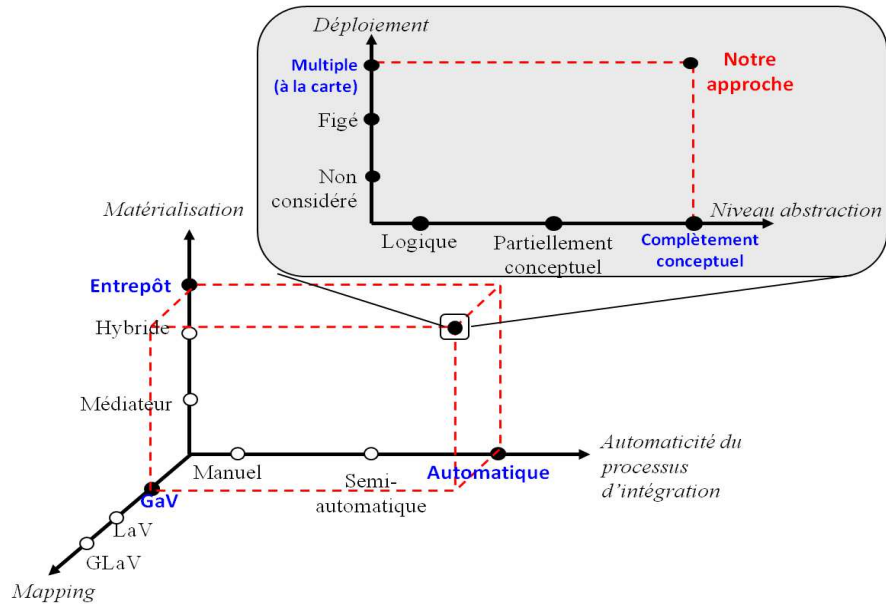 Déploiement
Multiple
(à la carte)
Notre
approche
Figé
Non
considéré
Niveau abstraction
Logique
Partiellement
conceptuel
Complètement
conceptuel
Matérialisation
Entrepôt
Hybride
Médiateur
Manuel
Semi-
automatique
Automatique
Automaticité du
processus
d'intégration
GaV
LaV
GLaV
Mapping